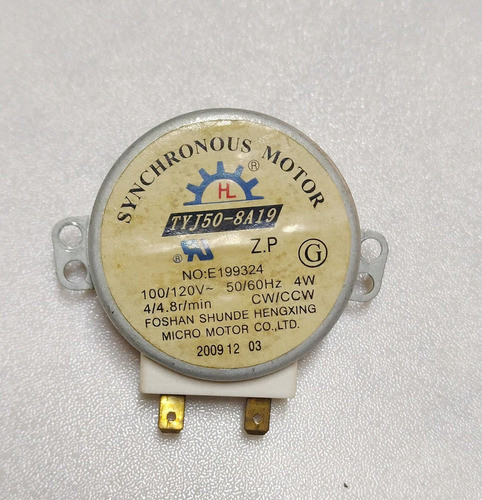 SYNCHRONOUS MOTOR
HL ®
TYJ50-8A19
® Z.P G
NO:E199324
100/120V~ 50/60Hz 4W
4/4.8r/min CW/CCW
FOSHAN SHUNDE HENGXING
MICRO MOTOR CO.,LTD.
2009 12 03